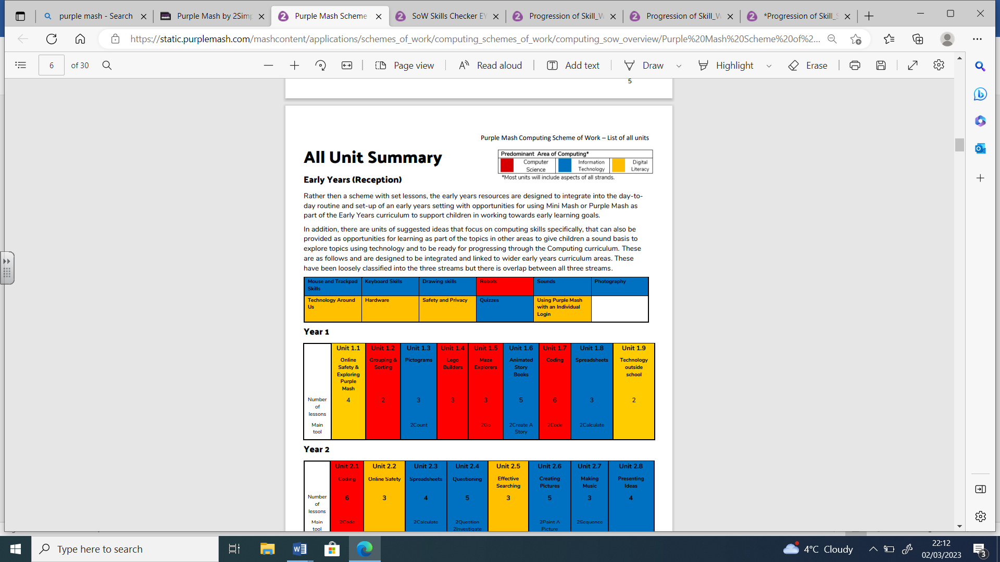 purple mash - Search
Purple Mash by 2Sim
Purple Mash Scheme
SoW Skills Checker EY
Progression of Skill_W
Progression of Skill_W
*Progression of Skill_S
https://static.purplemash.com/mashcontent/applications/schemes_of_work/computing_schemes_of_work/computing_sow_overview/Purple%20Mash%20Scheme%20of%2...
6 of 30
Page view
Read aloud
Add text
Draw
Highlight
Erase
5
Purple Mash Computing Scheme of Work – List of all units
All Unit Summary
Predominant Area of Computing*
Computer Science
Information Technology
Digital Literacy
*Most units will include aspects of all strands.
Early Years (Reception)
Rather then a scheme with set lessons, the early years resources are designed to integrate into the day-to-
day routine and set-up of an early years setting with opportunities for using Mini Mash or Purple Mash as
part of the Early Years curriculum to support children in working towards early learning goals.
In addition, there are units of suggested ideas that focus on computing skills specifically, that can also be
provided as opportunities for learning as part of the topics in other areas to give children a sound basis to
explore topics using technology and to be ready for progressing through the Computing curriculum. These
are as follows and are designed to be integrated and linked to wider early years curriculum areas. These
have been loosely classified into the three streams but there is overlap between all three streams.
Mouse and Trackpad Skills
Keyboard Skills
Drawing skills
Robots
Sounds
Photography
Technology Around Us
Hardware
Safety and Privacy
Quizzes
Using Purple Mash with an Individual Login
Year 1
Unit 1.1 Unit 1.2 Unit 1.3 Unit 1.4 Unit 1.5 Unit 1.6 Unit 1.7 Unit 1.8 Unit 1.9
Online Safety & Exploring Purple Mash
Grouping & Sorting
Pictograms
Lego Builders
Maze Explorers
Animated Story Books
Coding
Spreadsheets
Technology outside school
Number of lessons 4 2 3 3 3 5 6 3 2
Main tool 2Count 2Go 2Create A Story 2Code 2Calculate
Year 2
Unit 2.1 Unit 2.2 Unit 2.3 Unit 2.4 Unit 2.5 Unit 2.6 Unit 2.7 Unit 2.8
Coding
Online Safety
Spreadsheets
Questioning
Effective Searching
Creating Pictures
Making Music
Presenting Ideas
Number of lessons 6 3 4 5 3 5 3 4
Main tool 2Code 2Calculate 2Question 2Investigate 2Paint A Picture 2Sequence
Type here to search
4°C Cloudy
22:12
02/03/2023
3